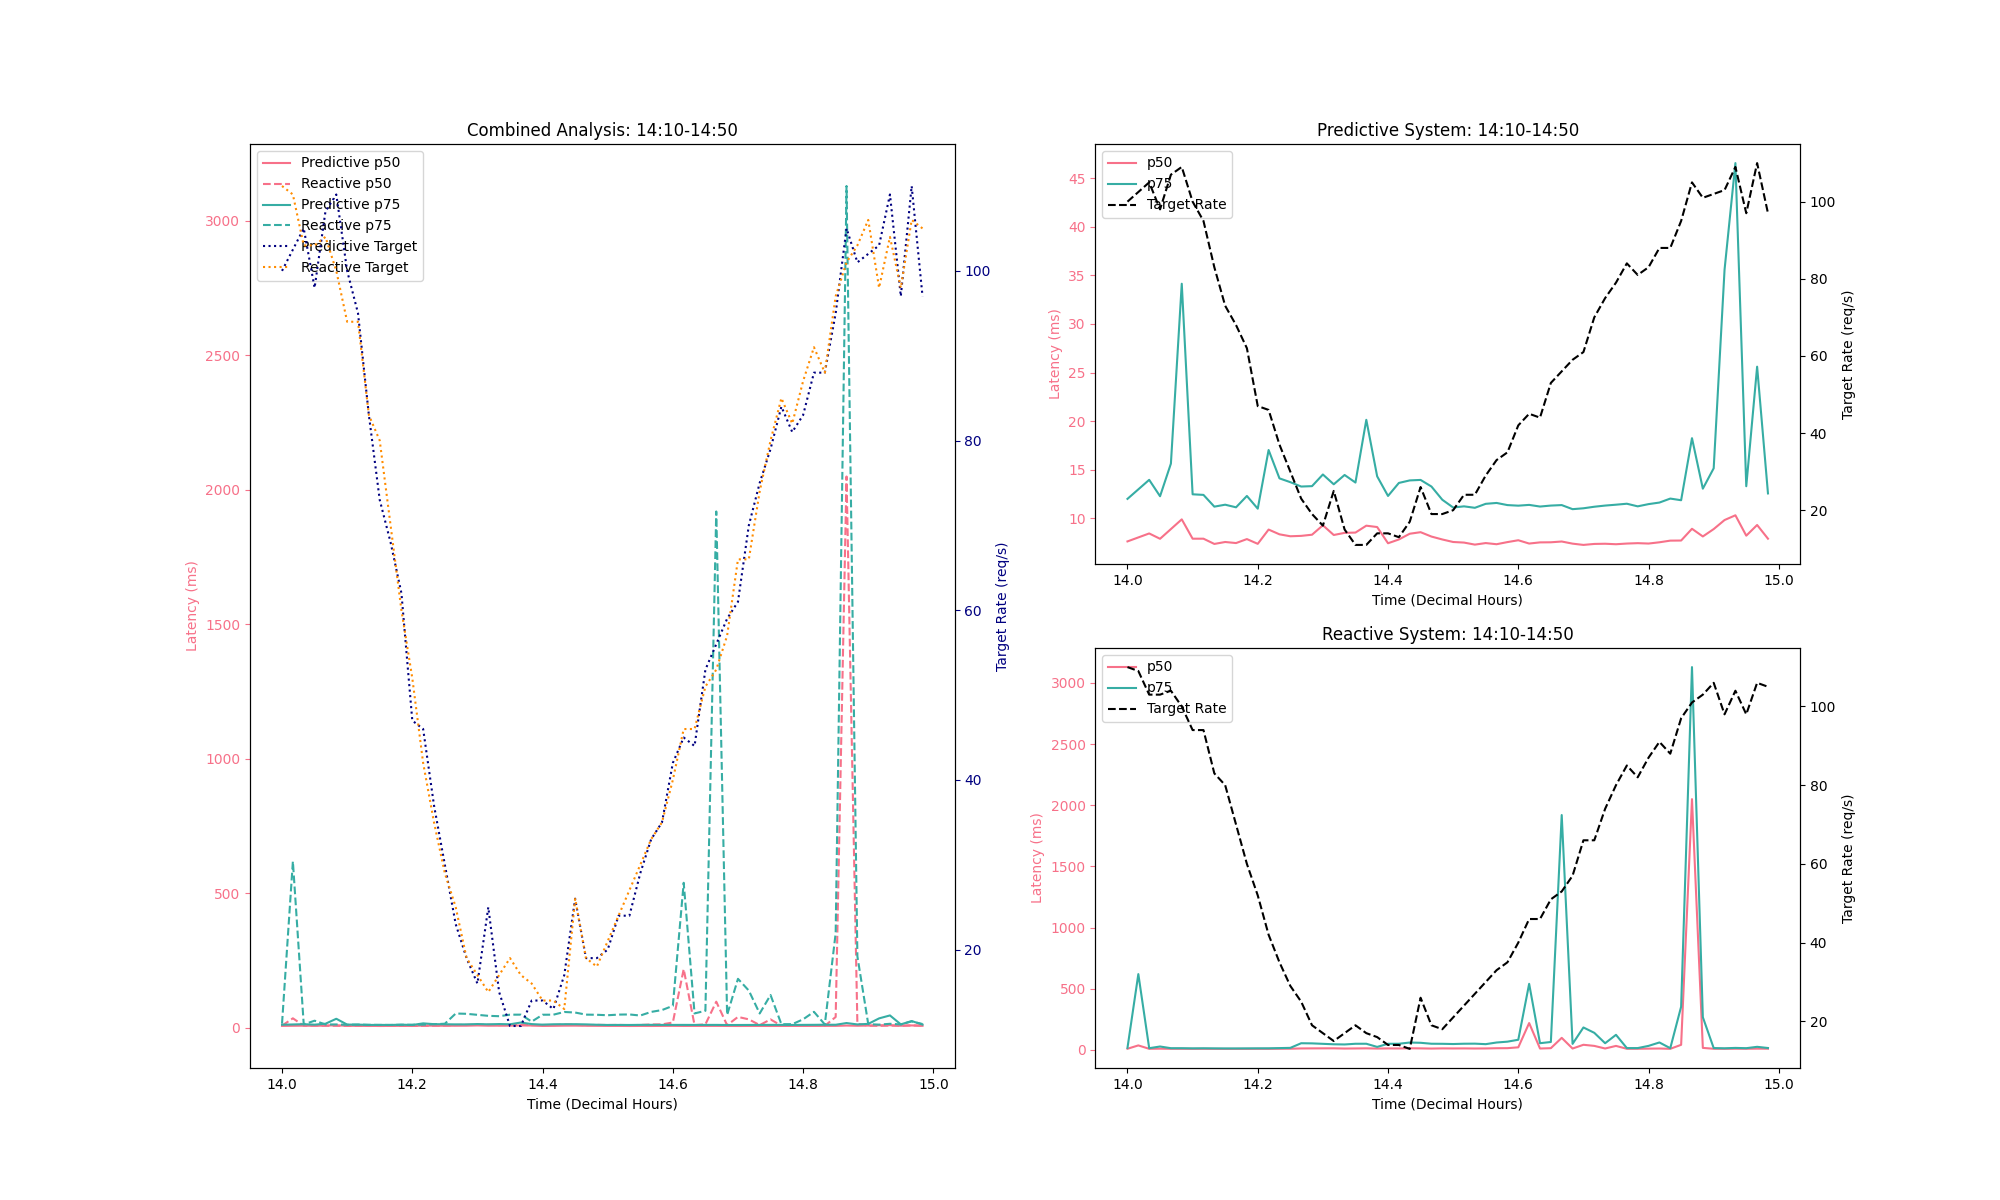 Combined Analysis: 14:10-14:50
Predictive p50
Reactive p50
Predictive p75
Reactive p75
Predictive Target
Reactive Target
3000
2500
2000
1500
1000
500
0
Latency (ms)
100
80
60
40
20
Target Rate (req/s)
14.0 14.2 14.4 14.6 14.8 15.0
Time (Decimal Hours)
Predictive System: 14:10-14:50
p50
p75
Target Rate
45
40
35
30
25
20
15
10
Latency (ms)
100
80
60
40
20
Target Rate (req/s)
14.0 14.2 14.4 14.6 14.8 15.0
Time (Decimal Hours)
Reactive System: 14:10-14:50
p50
p75
Target Rate
3000
2500
2000
1500
1000
500
0
Latency (ms)
100
80
60
40
20
Target Rate (req/s)
14.0 14.2 14.4 14.6 14.8 15.0
Time (Decimal Hours)